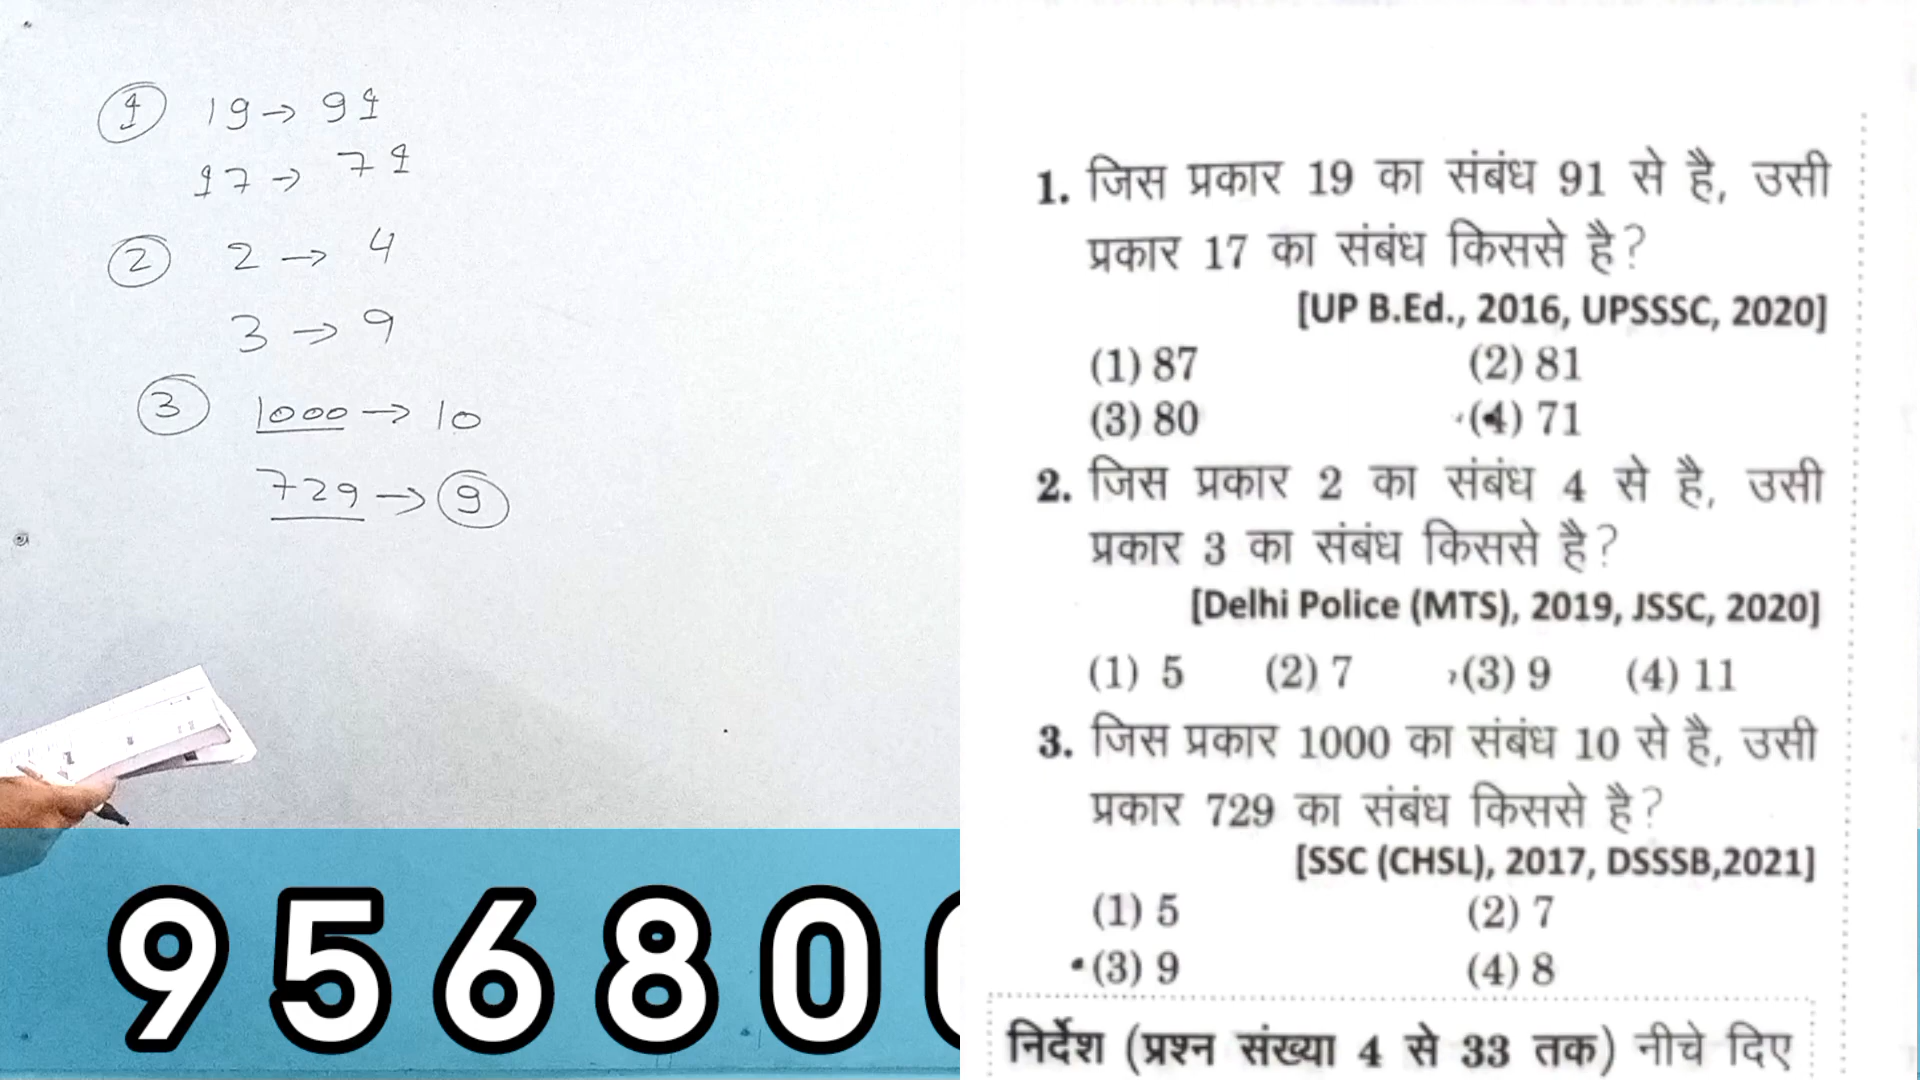 ① 19 → 91
17 → 71
② 2 → 4
3 → 9
③ 1000 → 10
729 → 9
956800
1. जिस प्रकार 19 का संबंध 91 से है, उसी
प्रकार 17 का संबंध किससे है?
[UP B.Ed., 2016, UPSSSC, 2020]
(1) 87 (2) 81
(3) 80 (4) 71
2. जिस प्रकार 2 का संबंध 4 से है, उसी
प्रकार 3 का संबंध किससे है?
[Delhi Police (MTS), 2019, JSSC, 2020]
(1) 5 (2) 7 (3) 9 (4) 11
3. जिस प्रकार 1000 का संबंध 10 से है, उसी
प्रकार 729 का संबंध किससे है?
[SSC (CHSL), 2017, DSSSB,2021]
(1) 5 (2) 7
(3) 9 (4) 8
निर्देश (प्रश्न संख्या 4 से 33 तक) नीचे दिए